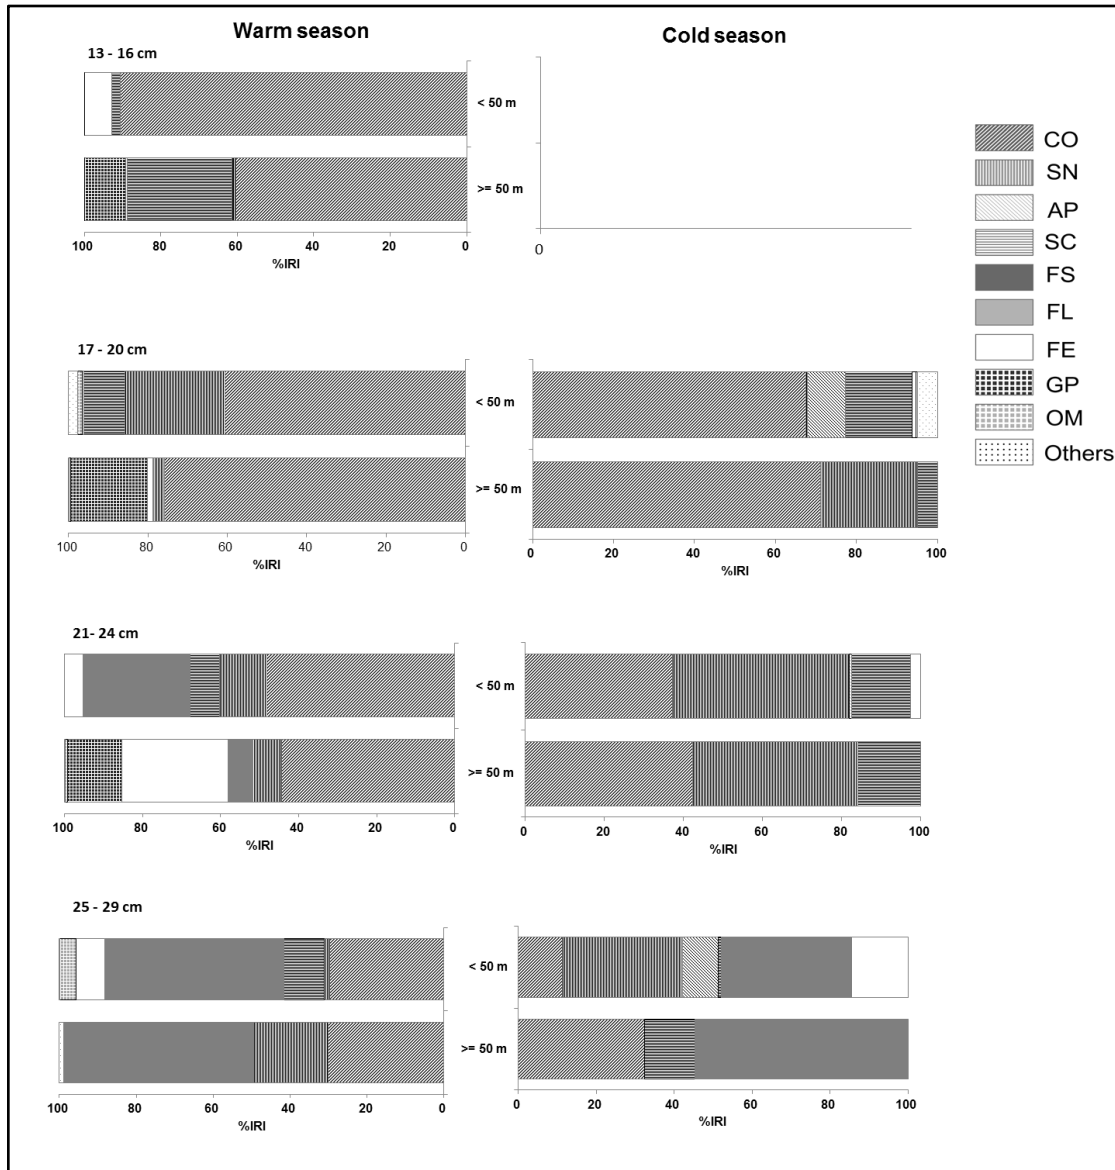 Warm season
Cold season
13 - 16 cm
< 50 m
>= 50 m
100 80 60 40 20 0
%IRI
0
CO
SN
AP
SC
FS
FL
FE
GP
OM
Others
17 - 20 cm
< 50 m
>= 50 m
100 80 60 40 20 0
%IRI
0 20 40 60 80 100
%IRI
21- 24 cm
< 50 m
>= 50 m
100 80 60 40 20 0
%IRI
0 20 40 60 80 100
%IRI
25 - 29 cm
< 50 m
>= 50 m
100 80 60 40 20 0
%IRI
0 20 40 60 80 100
%IRI